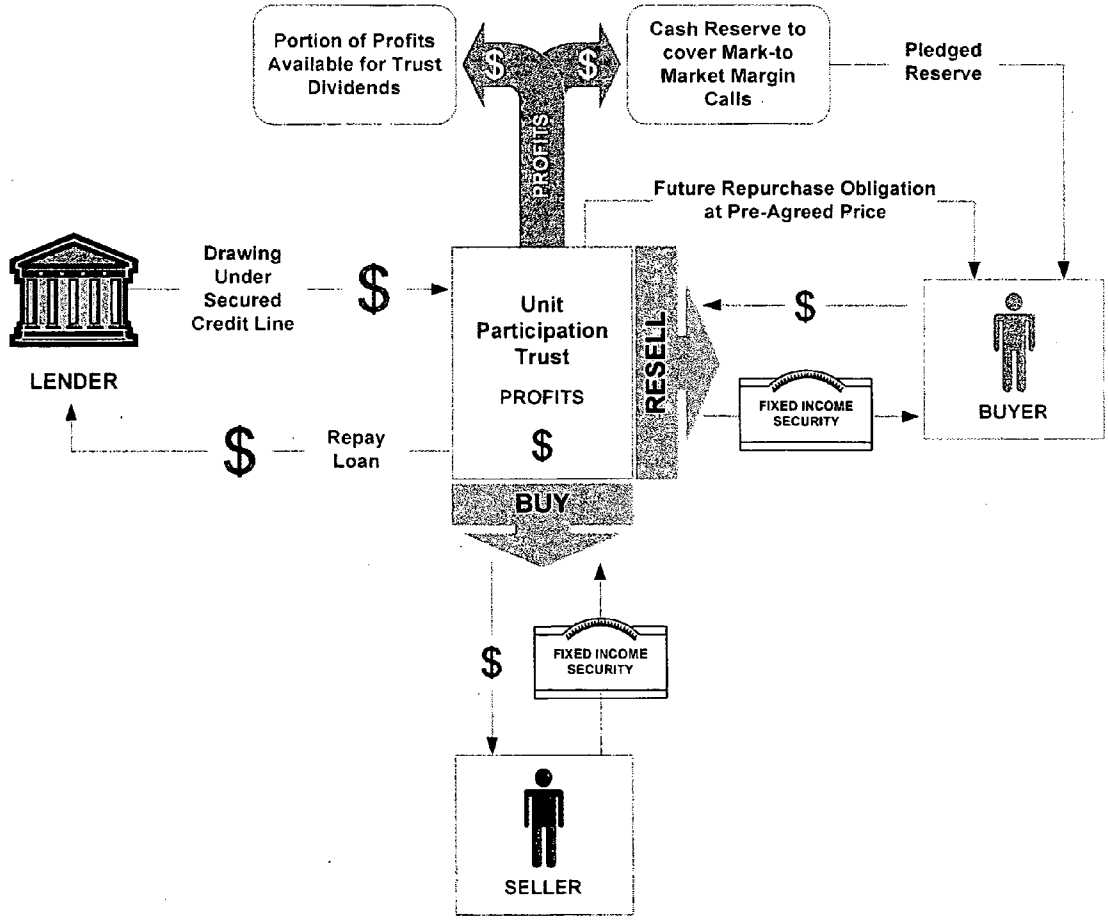 Portion of Profits
Available for Trust
Dividends
$
$
Cash Reserve to
cover Mark-to
Market Margin
Calls
Pledged
Reserve
PROFITS
Future Repurchase Obligation
at Pre-Agreed Price
Drawing
Under
Secured
Credit Line
$
LENDER
Unit
Participation
Trust
PROFITS
$
RESELL
$
FIXED INCOME
SECURITY
BUYER
$
Repay
Loan
BUY
$
FIXED INCOME
SECURITY
SELLER